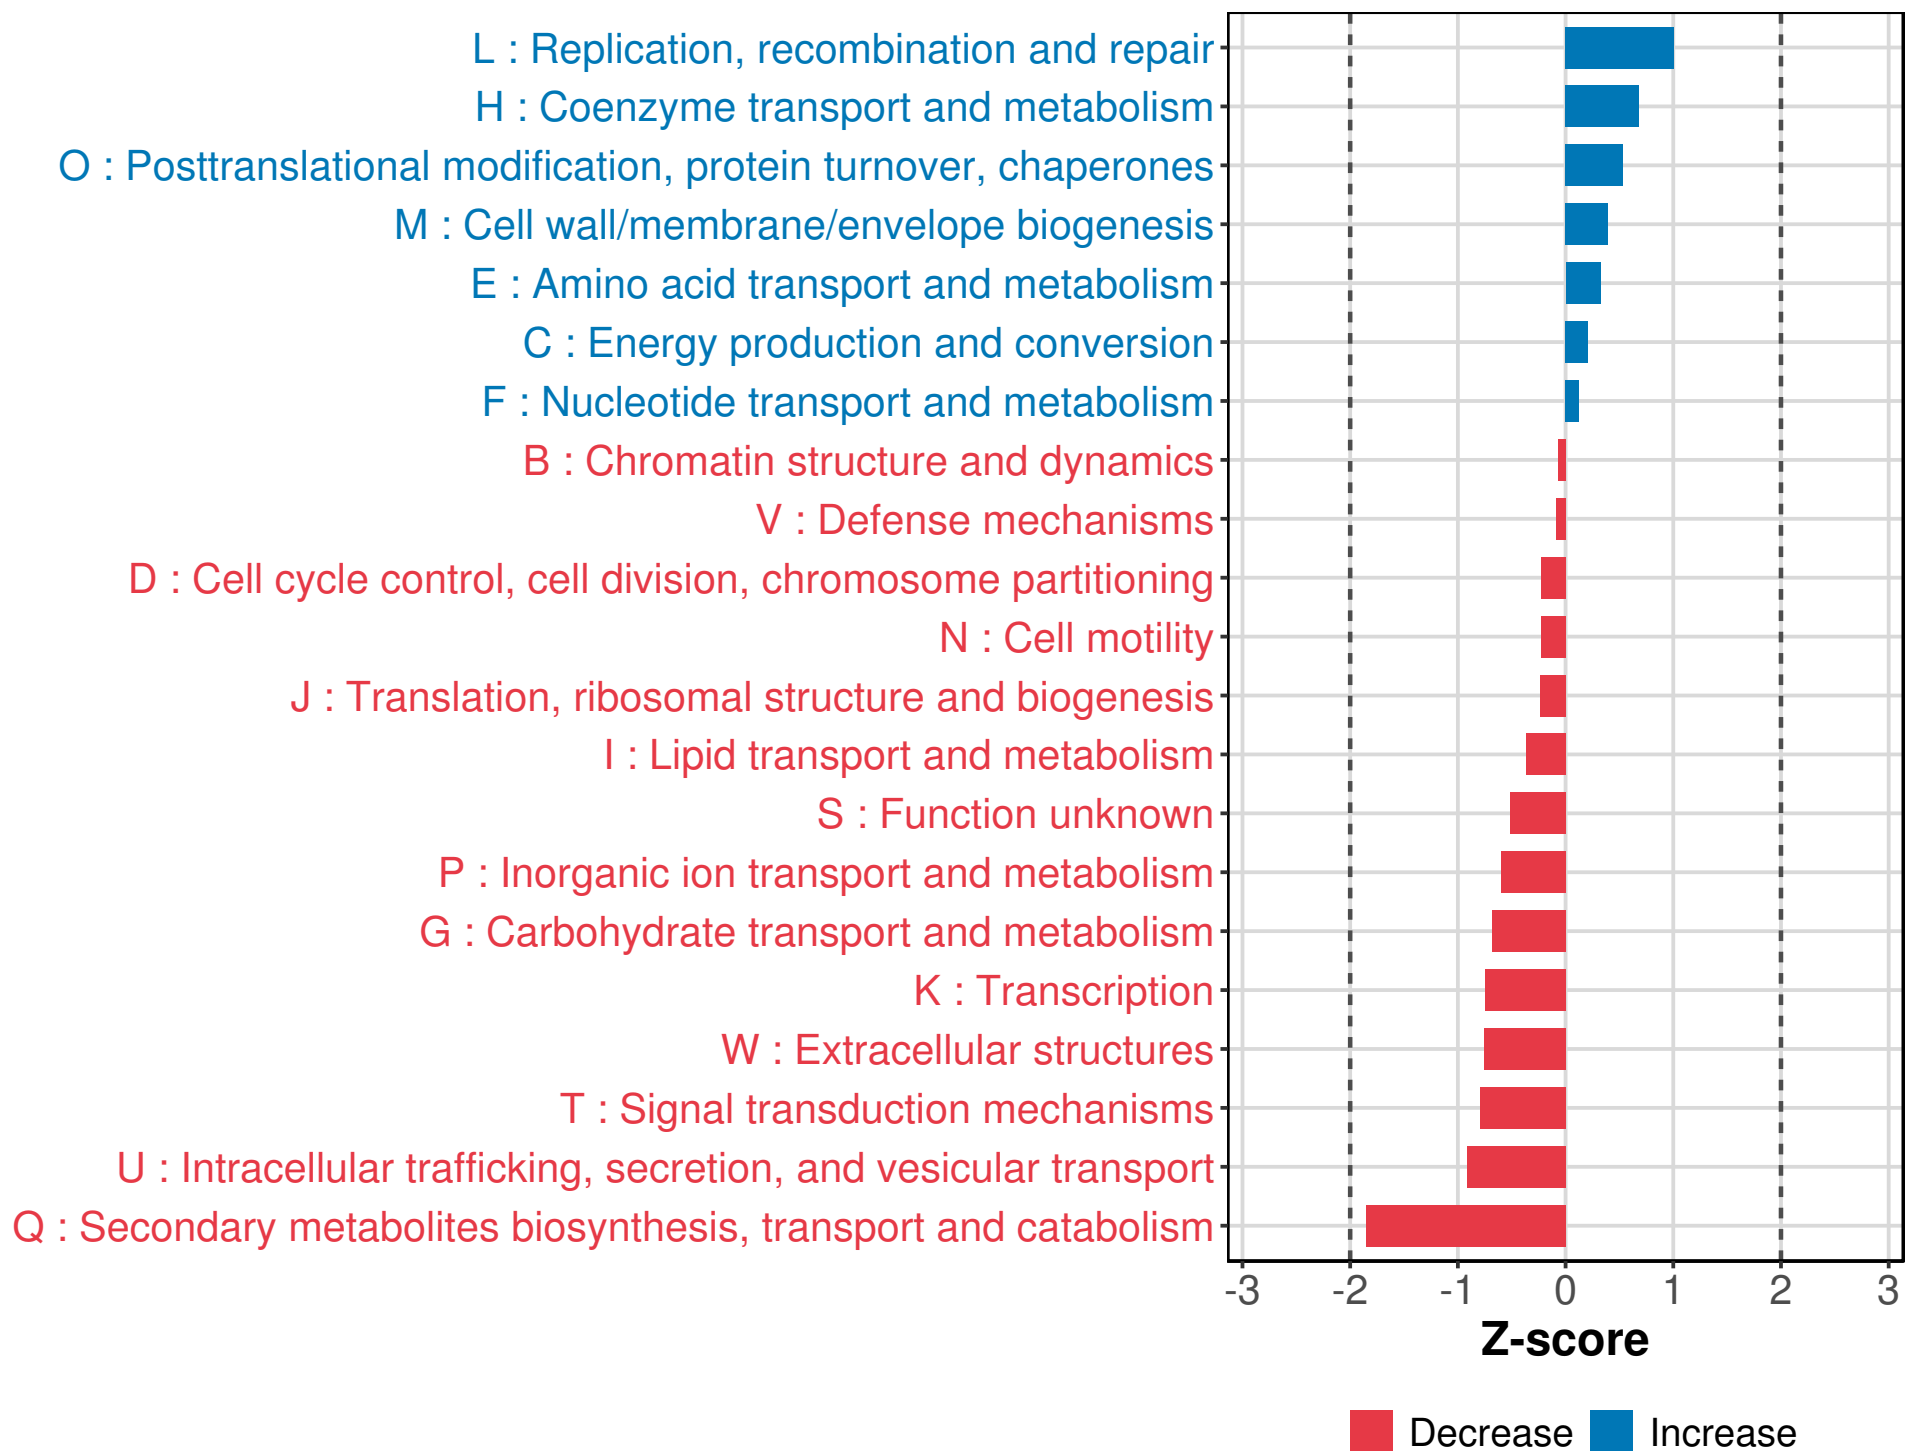 L : Replication, recombination and repair
H : Coenzyme transport and metabolism
O : Posttranslational modification, protein turnover, chaperones
M : Cell wall/membrane/envelope biogenesis
E : Amino acid transport and metabolism
C : Energy production and conversion
F : Nucleotide transport and metabolism
B : Chromatin structure and dynamics
V : Defense mechanisms
D : Cell cycle control, cell division, chromosome partitioning
N : Cell motility
J : Translation, ribosomal structure and biogenesis
I : Lipid transport and metabolism
S : Function unknown
P : Inorganic ion transport and metabolism
G : Carbohydrate transport and metabolism
K : Transcription
W : Extracellular structures
T : Signal transduction mechanisms
U : Intracellular trafficking, secretion, and vesicular transport
Q : Secondary metabolites biosynthesis, transport and catabolism
-3 -2 -1 0 1 2 3
Z-score
Decrease Increase